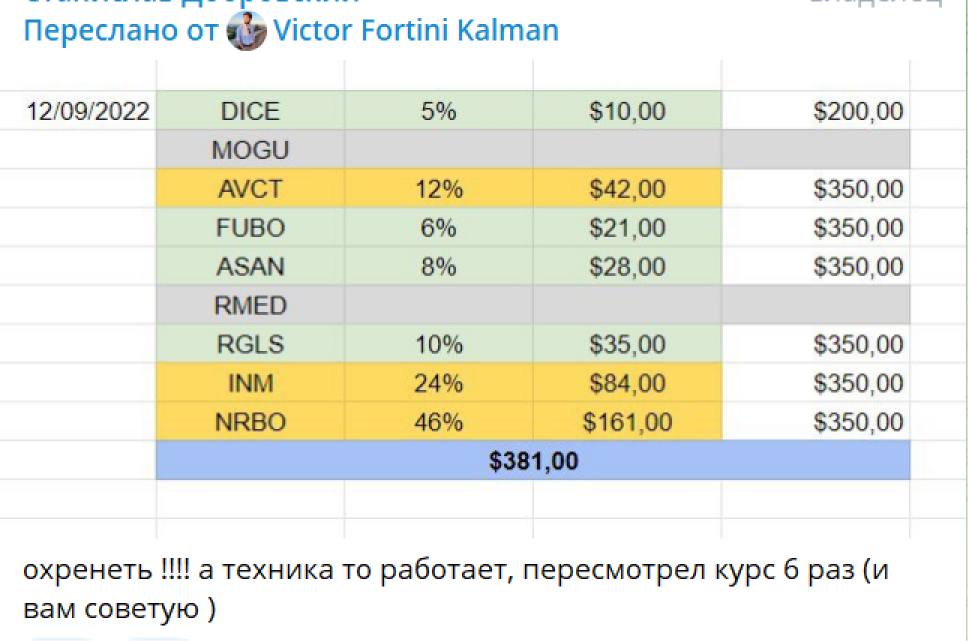 Переслано от Victor Fortini Kalman
12/09/2022 DICE 5% $10,00 $200,00
MOGU
AVCT 12% $42,00 $350,00
FUBO 6% $21,00 $350,00
ASAN 8% $28,00 $350,00
RMED
RGLS 10% $35,00 $350,00
INM 24% $84,00 $350,00
NRBO 46% $161,00 $350,00
$381,00
охренеть !!!! а техника то работает, пересмотрел курс 6 раз (и
вам советую )